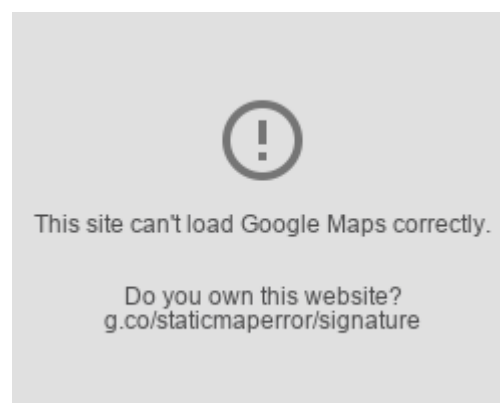 This site can't load Google Maps correctly.
Do you own this website?
g.co/staticmaperror/signature